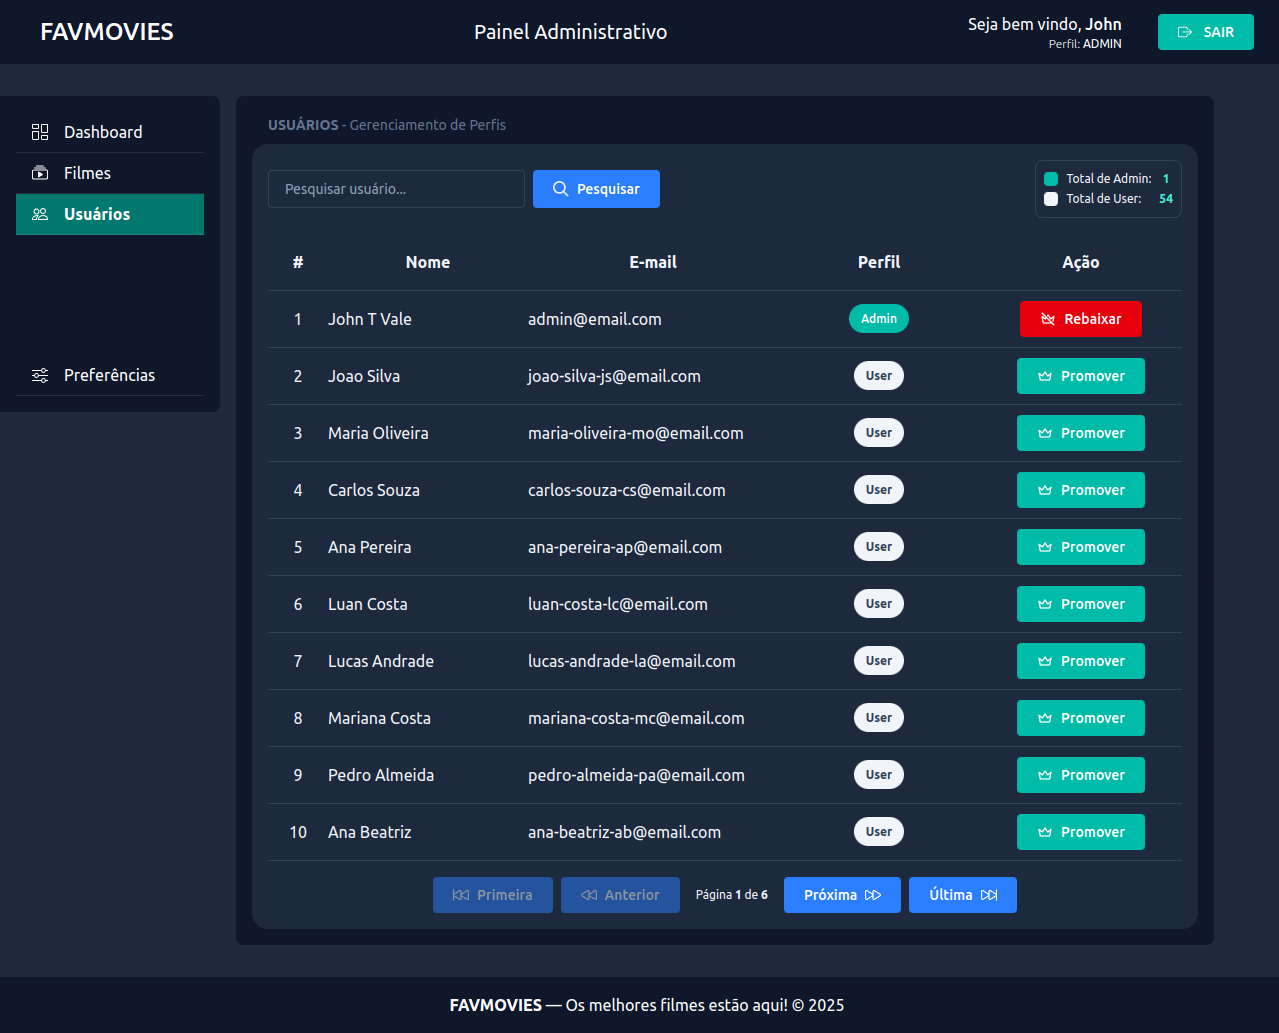 FAVMOVIES
Painel Administrativo
Seja bem vindo, John
Perfil: ADMIN
SAIR
Dashboard
Filmes
Usuários
Preferências
USUÁRIOS - Gerenciamento de Perfis
Pesquisar usuário...
Pesquisar
Total de Admin: 1
Total de User: 54
# Nome E-mail Perfil Ação
1 John T Vale admin@email.com Admin Rebaixar
2 Joao Silva joao-silva-js@email.com User Promover
3 Maria Oliveira maria-oliveira-mo@email.com User Promover
4 Carlos Souza carlos-souza-cs@email.com User Promover
5 Ana Pereira ana-pereira-ap@email.com User Promover
6 Luan Costa luan-costa-lc@email.com User Promover
7 Lucas Andrade lucas-andrade-la@email.com User Promover
8 Mariana Costa mariana-costa-mc@email.com User Promover
9 Pedro Almeida pedro-almeida-pa@email.com User Promover
10 Ana Beatriz ana-beatriz-ab@email.com User Promover
Primeira Anterior Página 1 de 6 Próxima Última
FAVMOVIES — Os melhores filmes estão aqui! © 2025